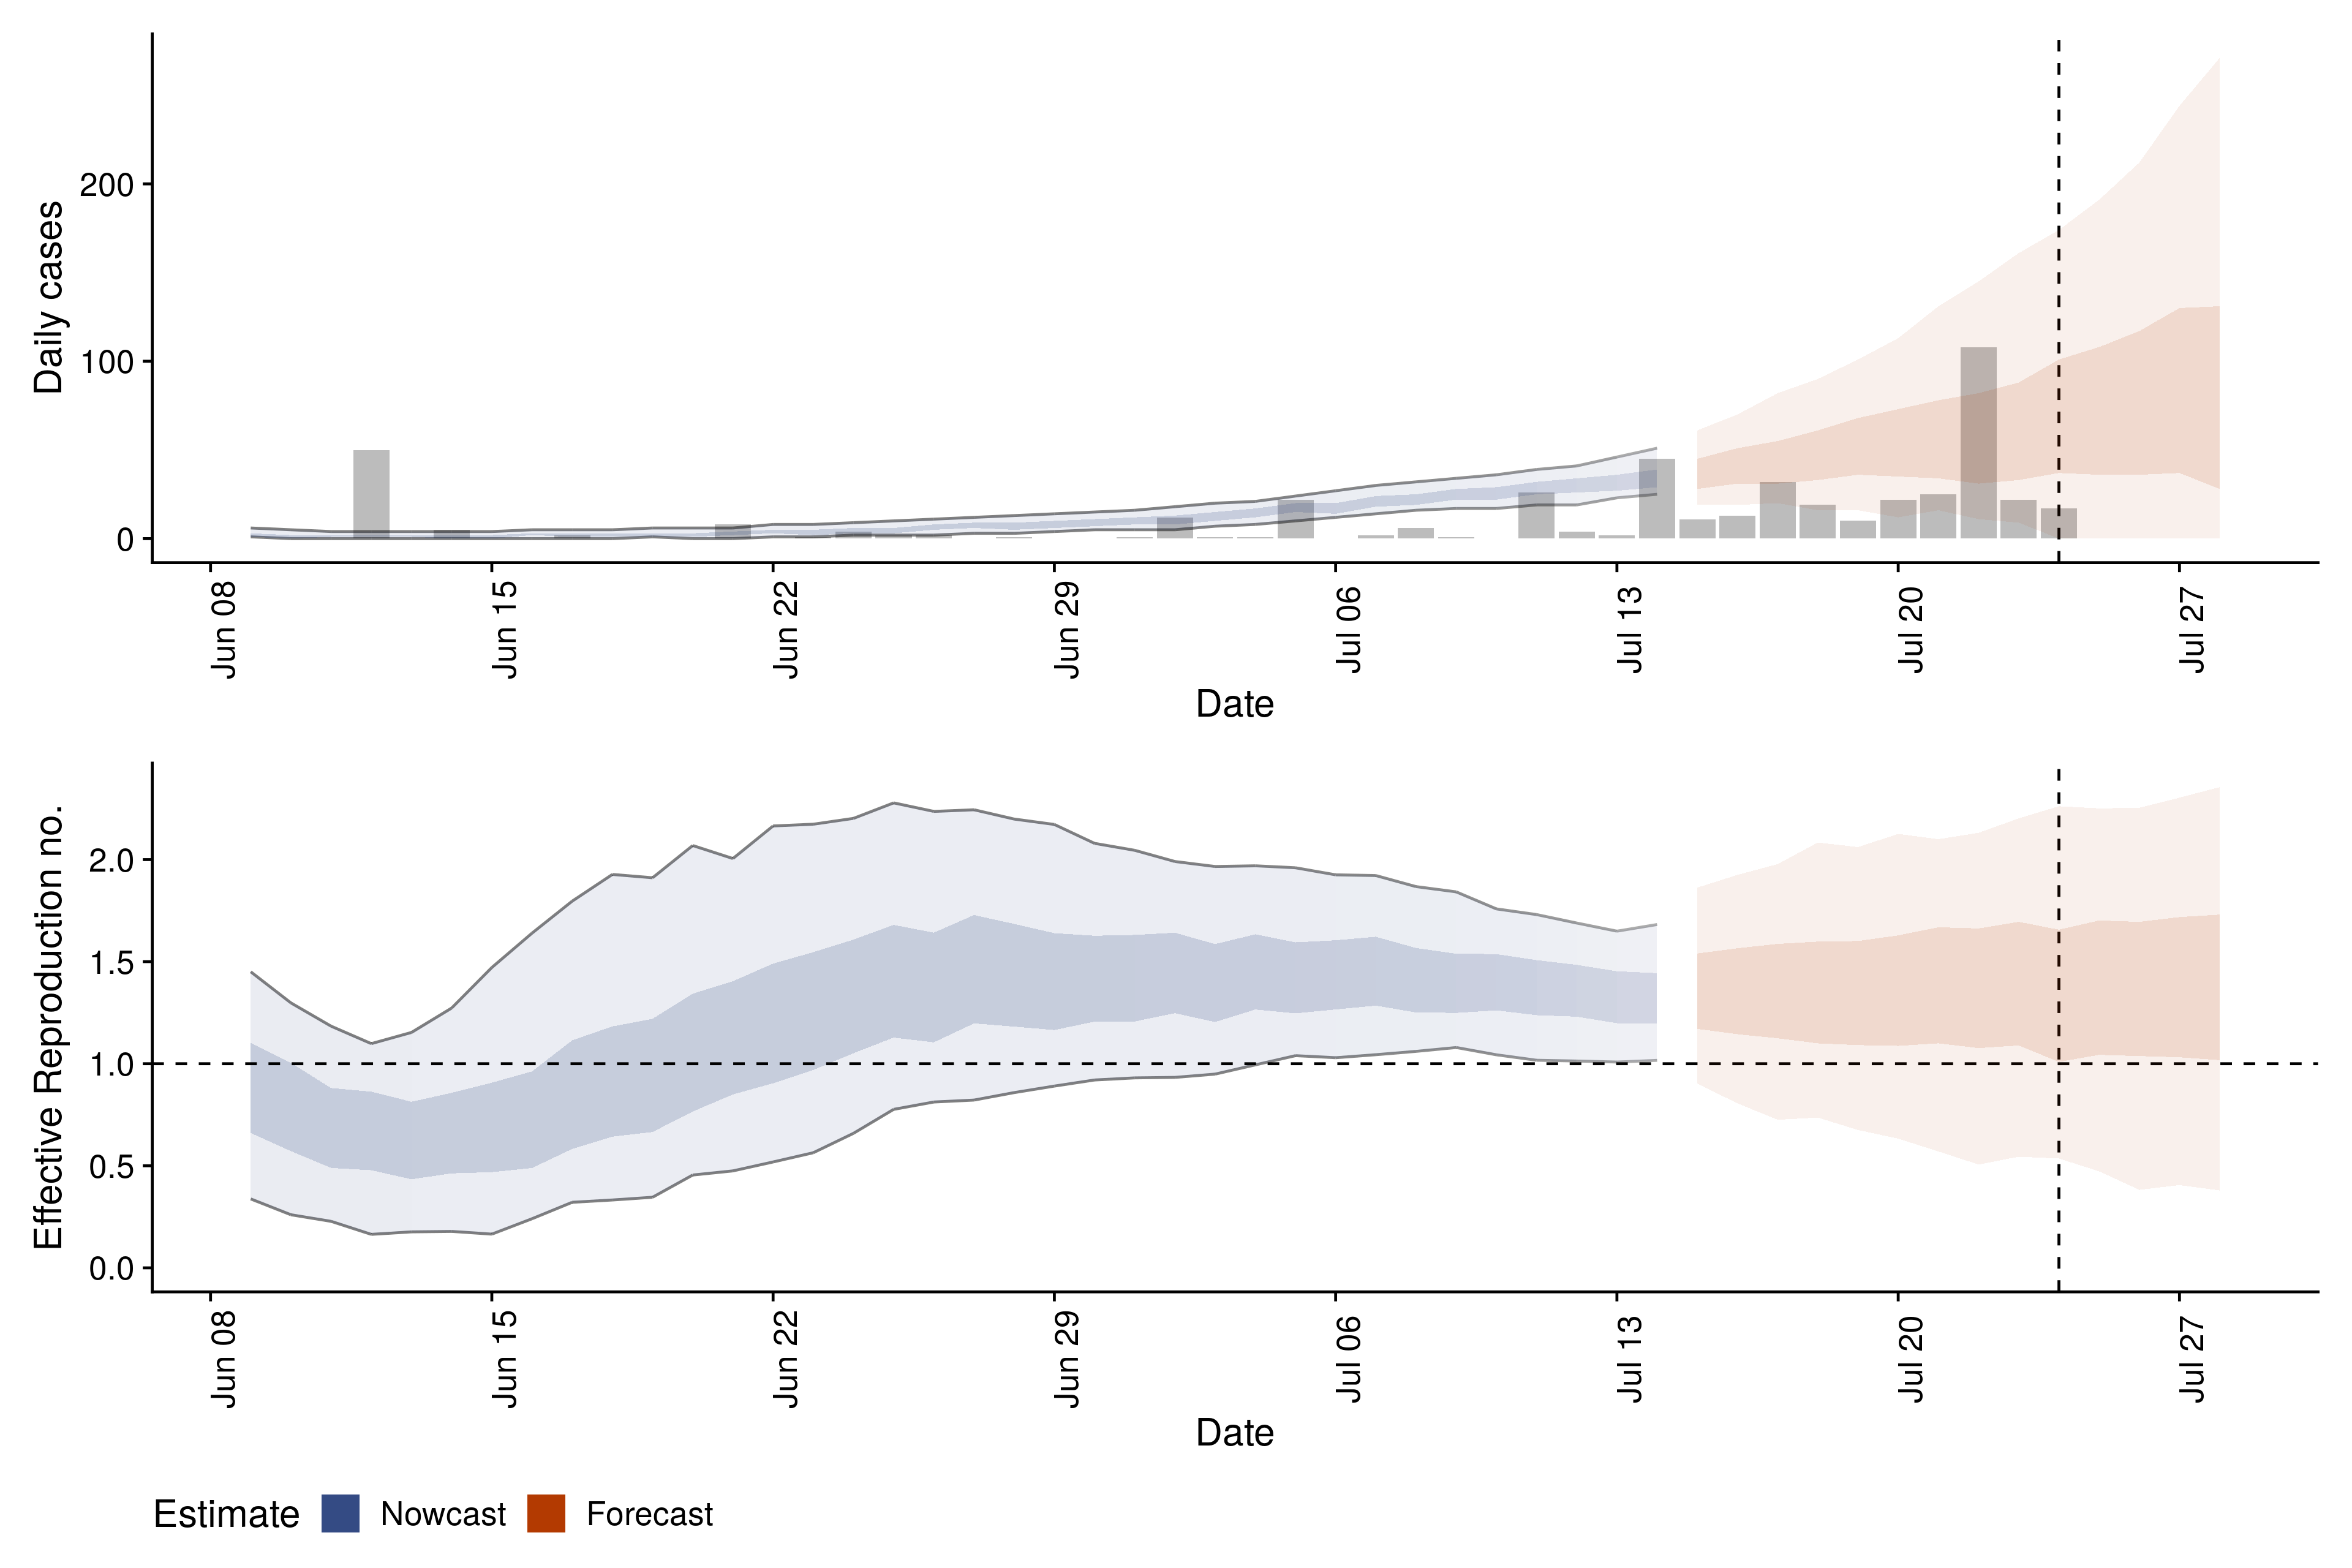 Daily cases
200
100
0
Jun 08
Jun 15
Jun 22
Jun 29
Jul 06
Jul 13
Jul 20
Jul 27
Date
Effective Reproduction no.
2.0
1.5
1.0
0.5
0.0
Jun 08
Jun 15
Jun 22
Jun 29
Jul 06
Jul 13
Jul 20
Jul 27
Date
Estimate Nowcast Forecast